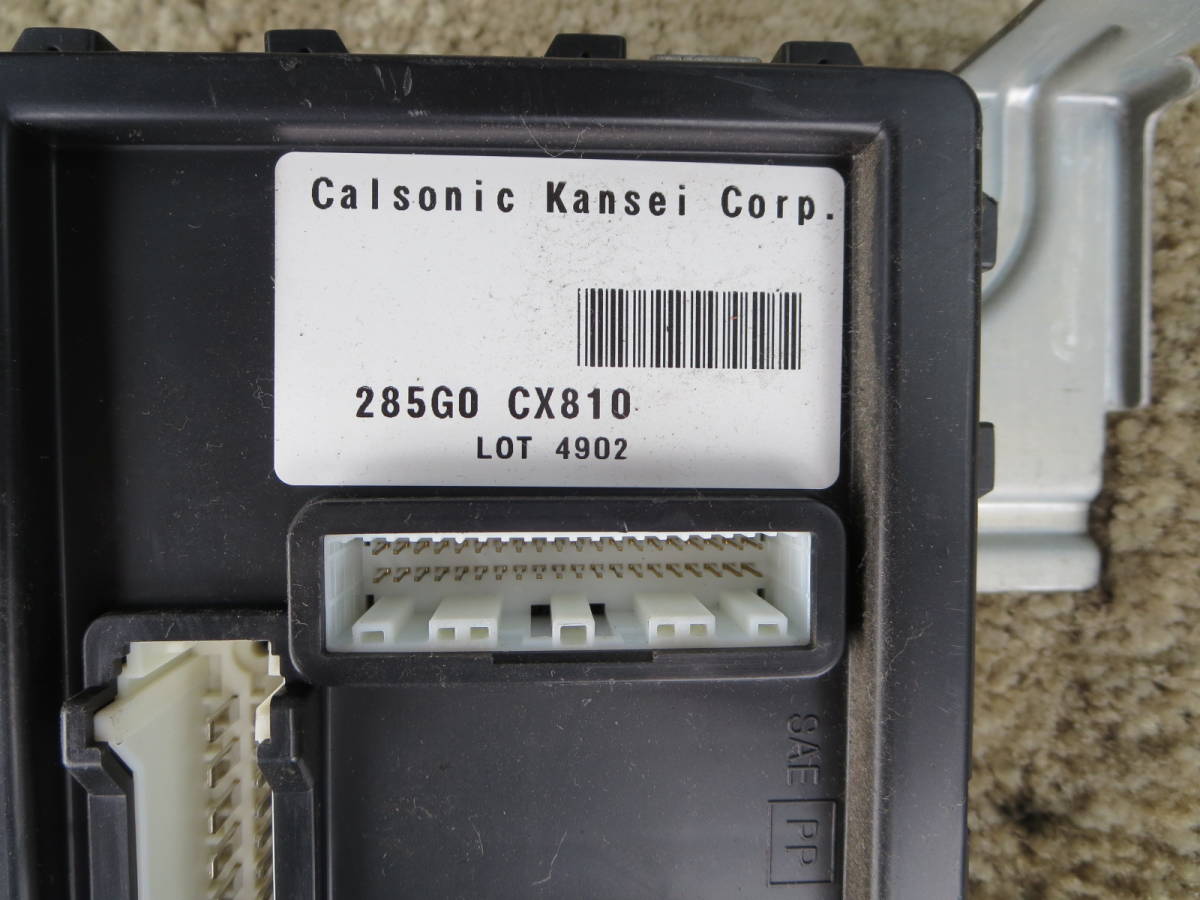 Calsonic Kansei Corp.
285G0 CX810
LOT 4902
SAE
PP